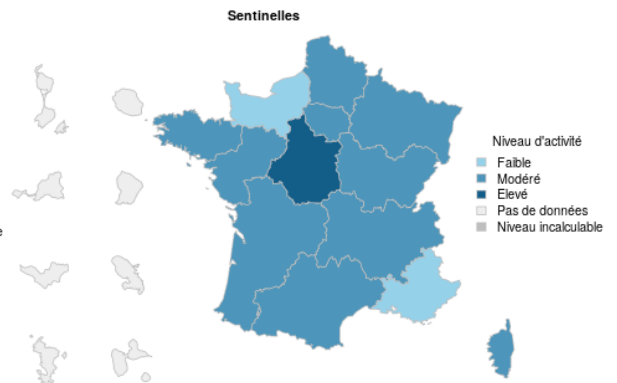 Sentinelles
Niveau d'activité
Faible
Modéré
Elevé
Pas de données
Niveau incalculable
e